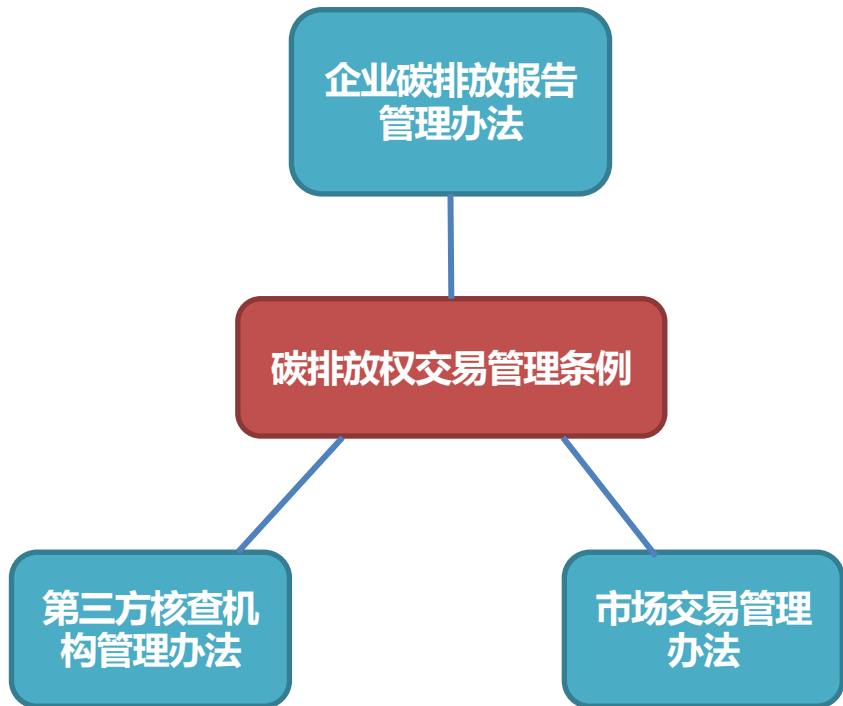 企业碳排放报告
管理办法
碳排放权交易管理条例
第三方核查机
构管理办法
市场交易管理
办法